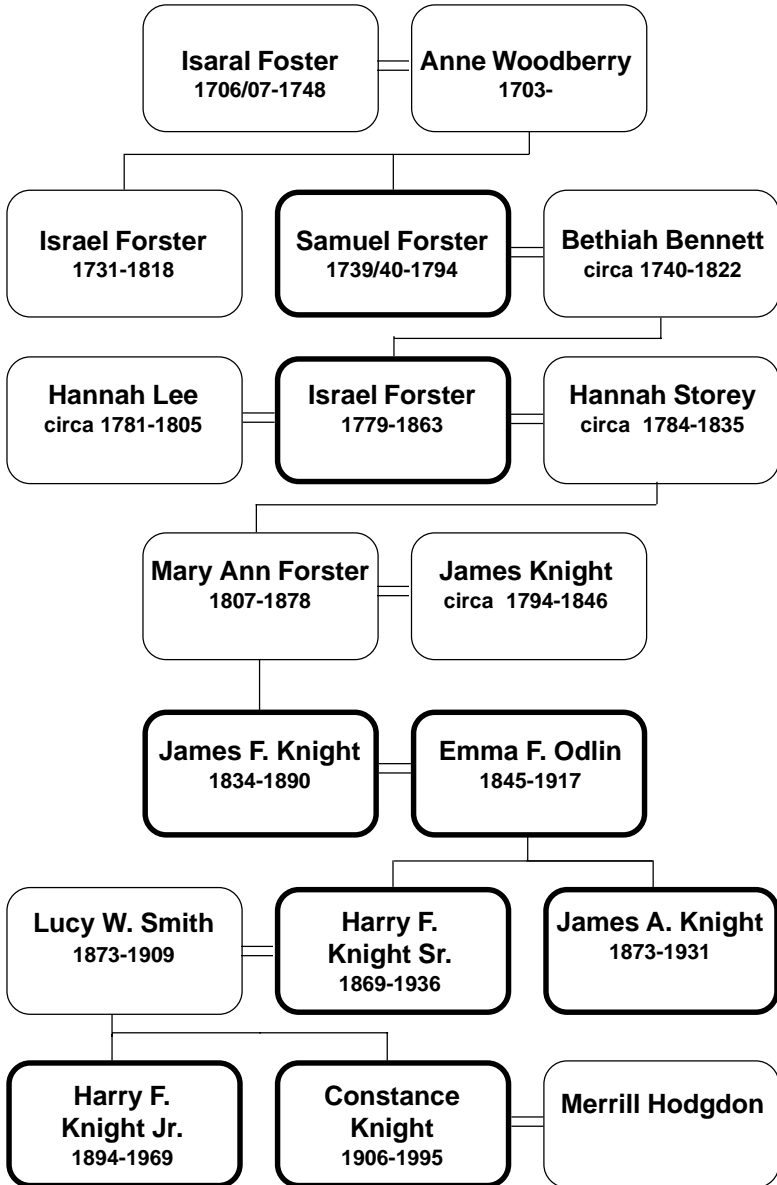 Isaral Foster
1706/07-1748
Anne Woodberry
1703-
Israel Forster
1731-1818
Samuel Forster
1739/40-1794
Bethiah Bennett
circa 1740-1822
Hannah Lee
circa 1781-1805
Israel Forster
1779-1863
Hannah Storey
circa 1784-1835
Mary Ann Forster
1807-1878
James Knight
circa 1794-1846
James F. Knight
1834-1890
Emma F. Odlin
1845-1917
Lucy W. Smith
1873-1909
Harry F.
Knight Sr.
1869-1936
James A. Knight
1873-1931
Harry F.
Knight Jr.
1894-1969
Constance
Knight
1906-1995
Merrill Hodgdon